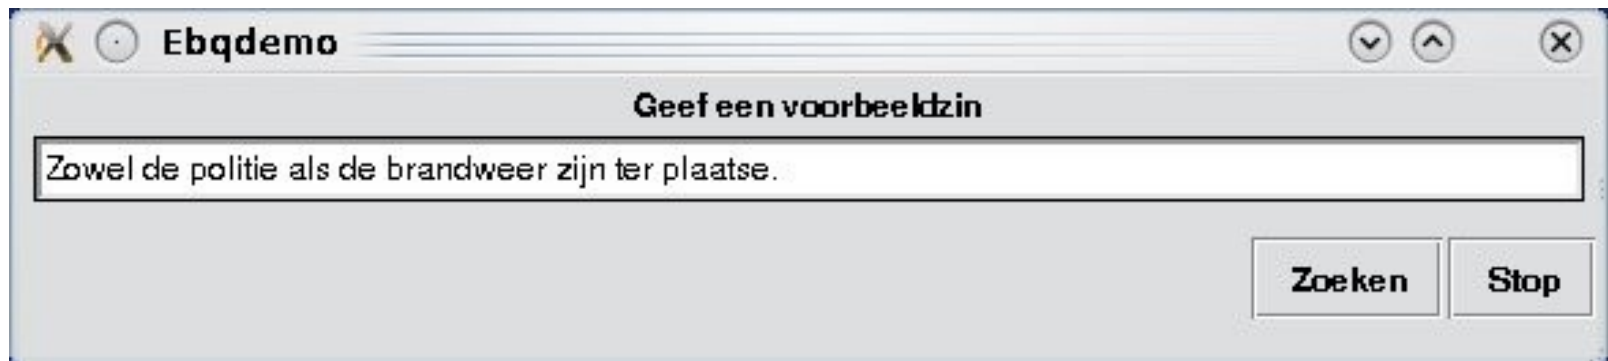 Ebqdemo
Geef een voorbeeldzin
Zowel de politie als de brandweer zijn ter plaatse.
Zoeken Stop